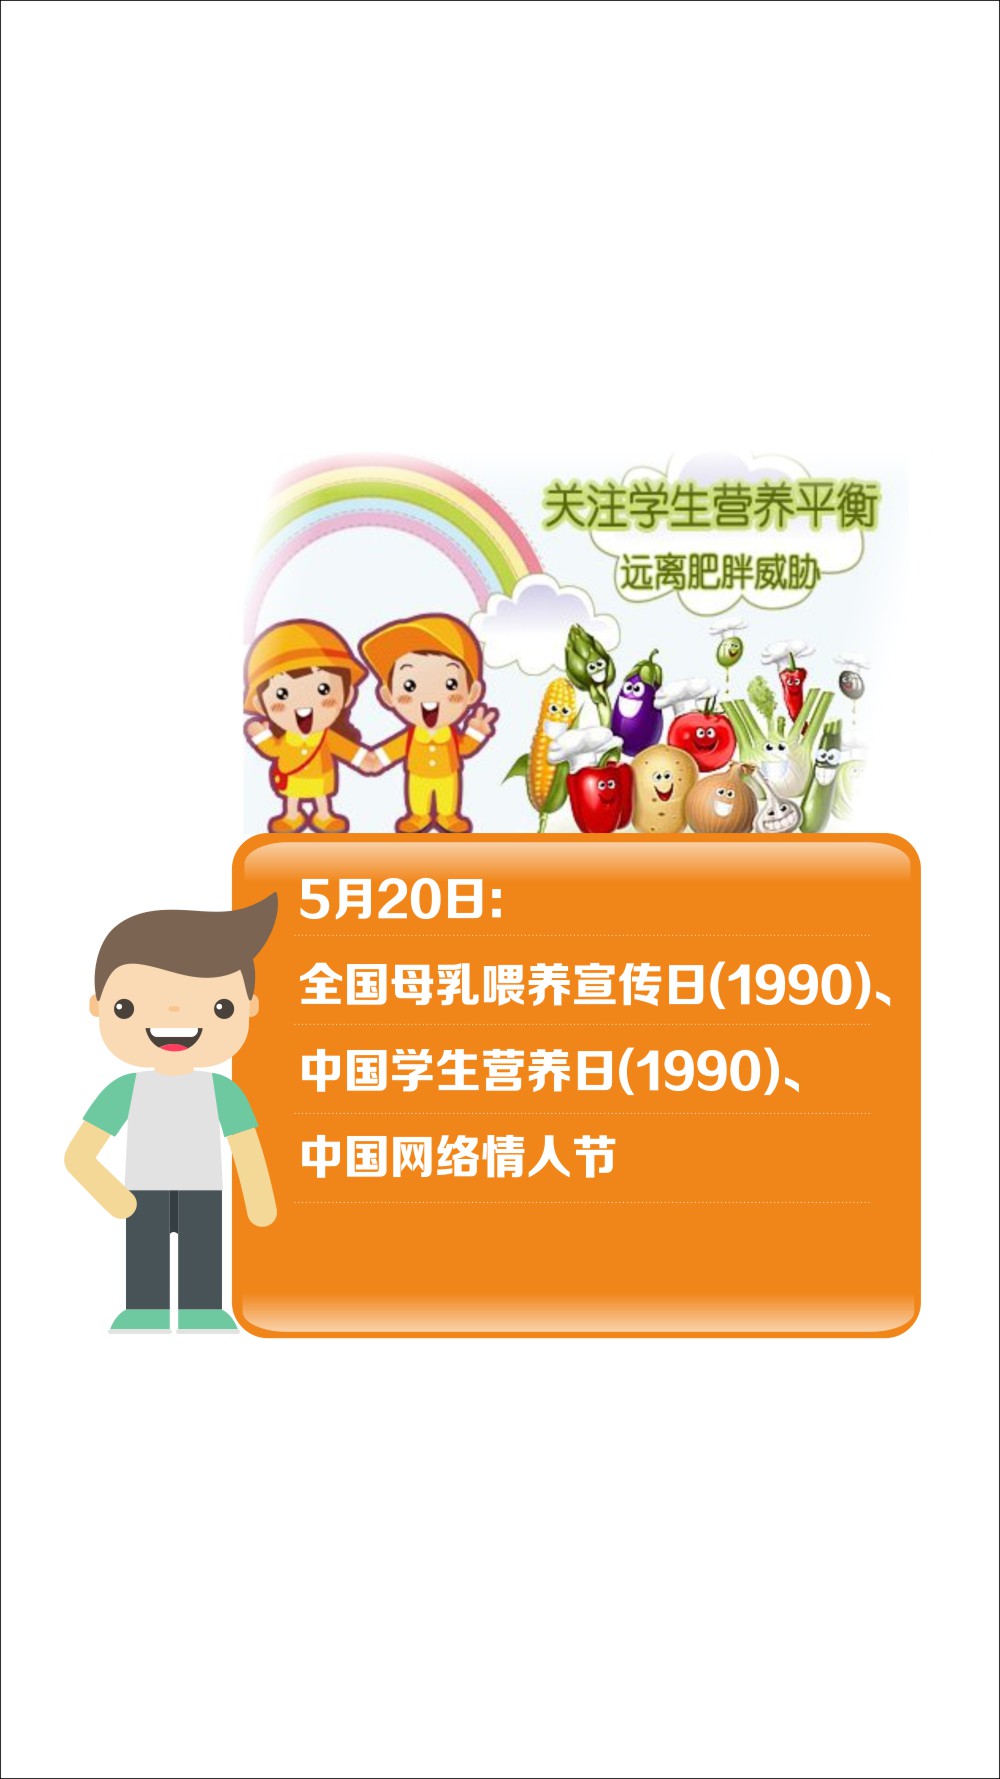 关注学生营养平衡
远离肥胖威胁
5月20日:
全国母乳喂养宣传日(1990)、
中国学生营养日(1990)、
中国网络情人节